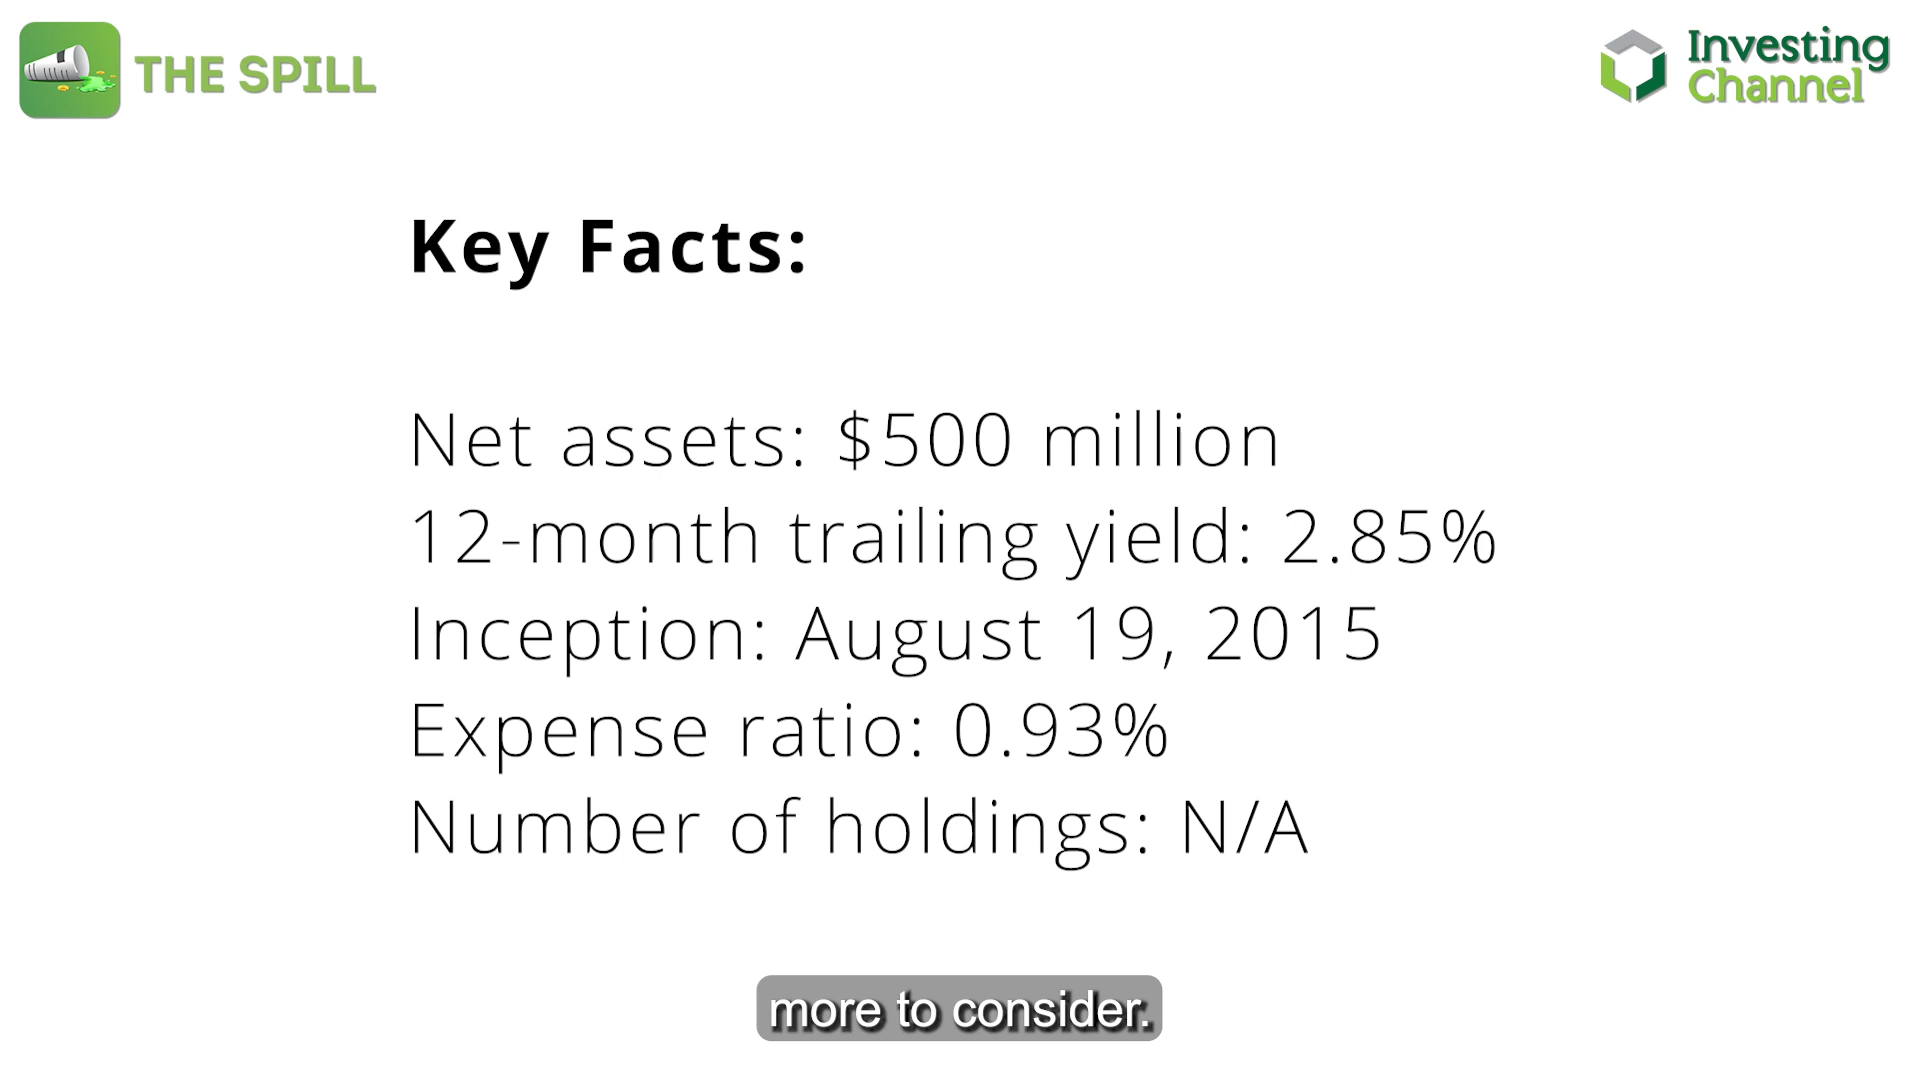 THE SPILL
Investing
Channel
Key Facts:
Net assets: $500 million
12-month trailing yield: 2.85%
Inception: August 19, 2015
Expense ratio: 0.93%
Number of holdings: N/A
more to consider.